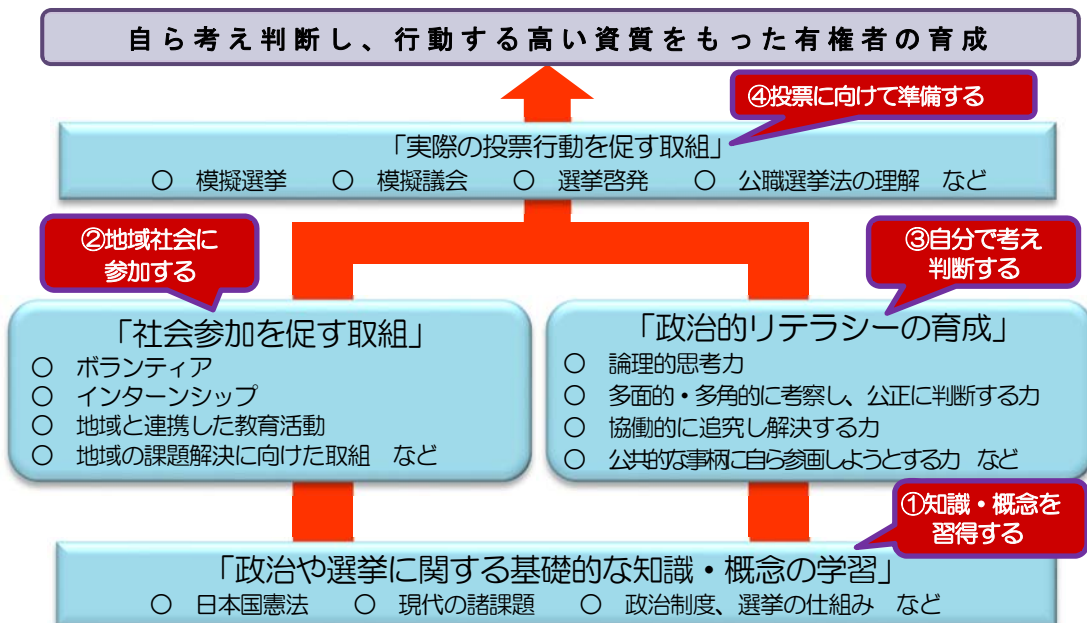 自ら考え判断し、行動する高い資質をもった有権者の育成
④投票に向けて準備する
「実際の投票行動を促す取組」
○ 模擬選挙 ○ 模擬議会 ○ 選挙啓発 ○ 公職選挙法の理解 など
②地域社会に
参加する
③自分で考え
判断する
「社会参加を促す取組」
○ ボランティア
○ インターンシップ
○ 地域と連携した教育活動
○ 地域の課題解決に向けた取組 など
「政治的リテラシーの育成」
○ 論理的思考力
○ 多面的・多角的に考察し、公正に判断する力
○ 協働的に追究し解決する力
○ 公共的な事柄に自ら参画しようとする力 など
①知識・概念を
習得する
「政治や選挙に関する基礎的な知識・概念の学習」
○ 日本国憲法 ○ 現代の諸課題 ○ 政治制度、選挙の仕組み など